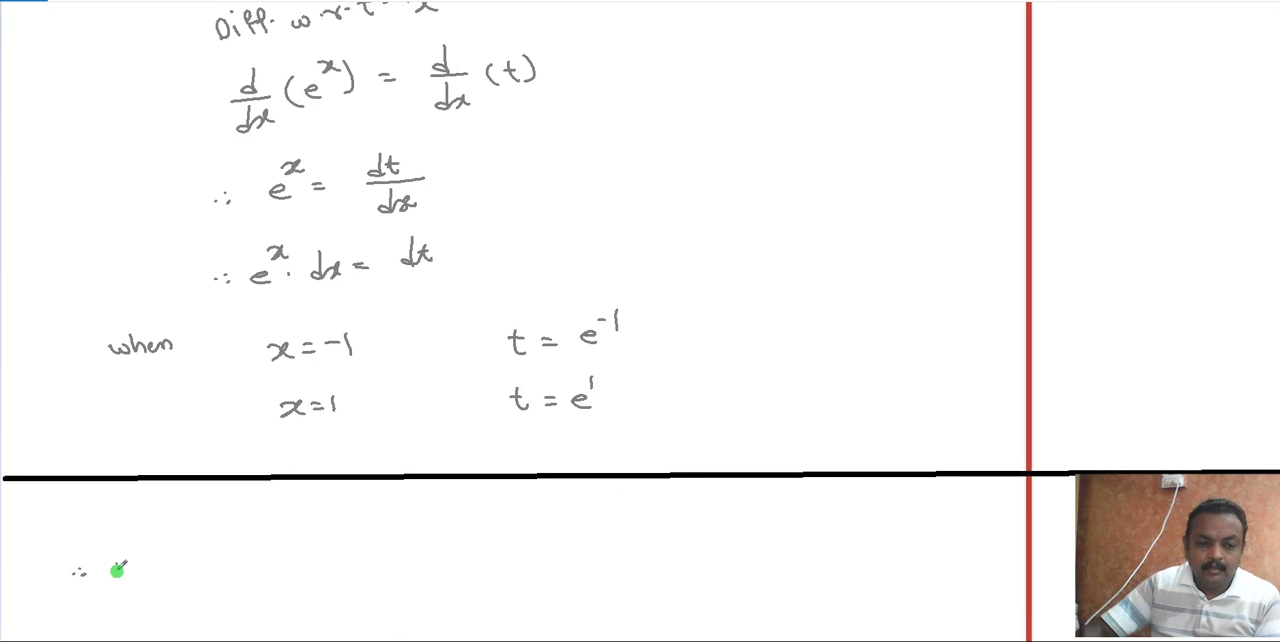 Diff. w.r.t. x
d/dx (e^x) = d/dx (t)
∴ e^x = dt/dx
∴ e^x · dx = dt
when x = -1 t = e^-1
x = 1 t = e^1
∴